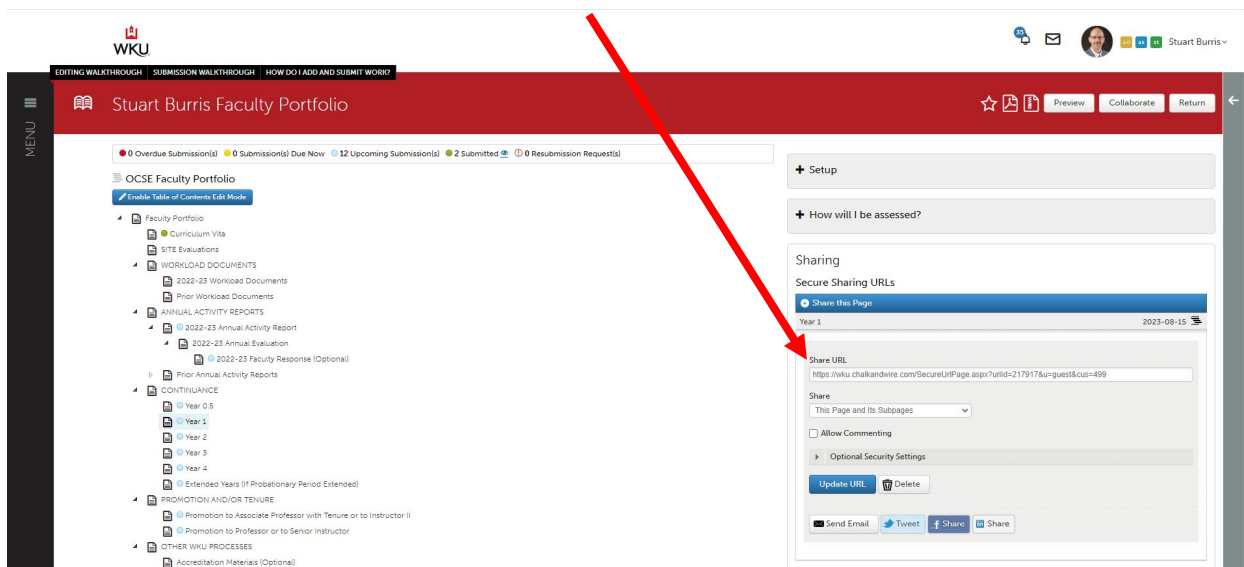 WKU
35
Stuart Burris
EDITING WALKTHROUGH SUBMISSION WALKTHROUGH HOW DO I ADD AND SUBMIT WORK?
MENU
Stuart Burris Faculty Portfolio
Preview Collaborate Return
0 Overdue Submission(s) 0 Submission(s) Due Now 12 Upcoming Submission(s) 2 Submitted 0 Resubmission Request(s)
OCSE Faculty Portfolio
Enable Table of Contents Edit Mode
Faculty Portfolio
Curriculum Vita
SITE Evaluations
WORKLOAD DOCUMENTS
2022-23 Workload Documents
Prior Workload Documents
ANNUAL ACTIVITY REPORTS
2022-23 Annual Activity Report
2022-23 Annual Evaluation
2022-23 Faculty Response (Optional)
Prior Annual Activity Reports
CONTINUANCE
Year 0.5
Year 1
Year 2
Year 3
Year 4
Extended Years (If Probationary Period Extended)
PROMOTION AND/OR TENURE
Promotion to Associate Professor with Tenure or to Instructor II
Promotion to Professor or to Senior Instructor
OTHER WKU PROCESSES
Accreditation Materials (Optional)
+ Setup
+ How will I be assessed?
Sharing
Secure Sharing URLs
Share this Page
Year 1 2023-08-15
Share URL
https://wku.chalkandwire.com/SecureUrlPage.aspx?urlId=217917&u=guest&cus=499
Share
This Page and Its Subpages
Allow Commenting
Optional Security Settings
Update URL Delete
Send Email Tweet Share Share